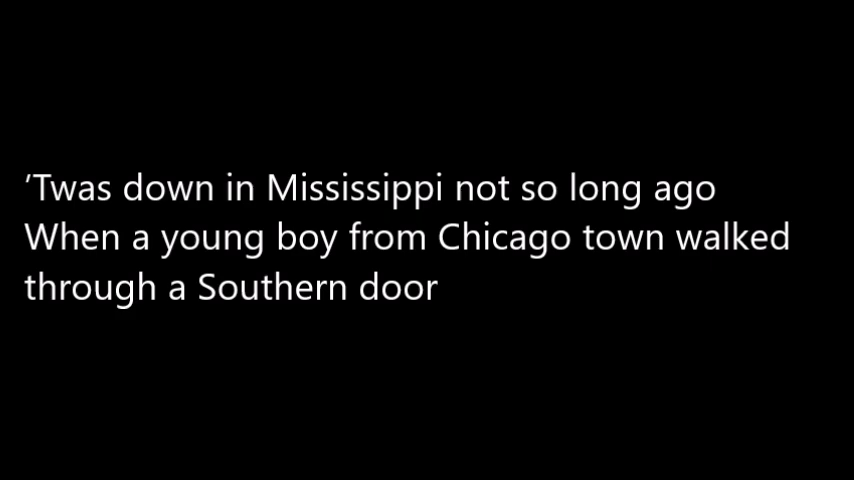 ’Twas down in Mississippi not so long ago
When a young boy from Chicago town walked
through a Southern door